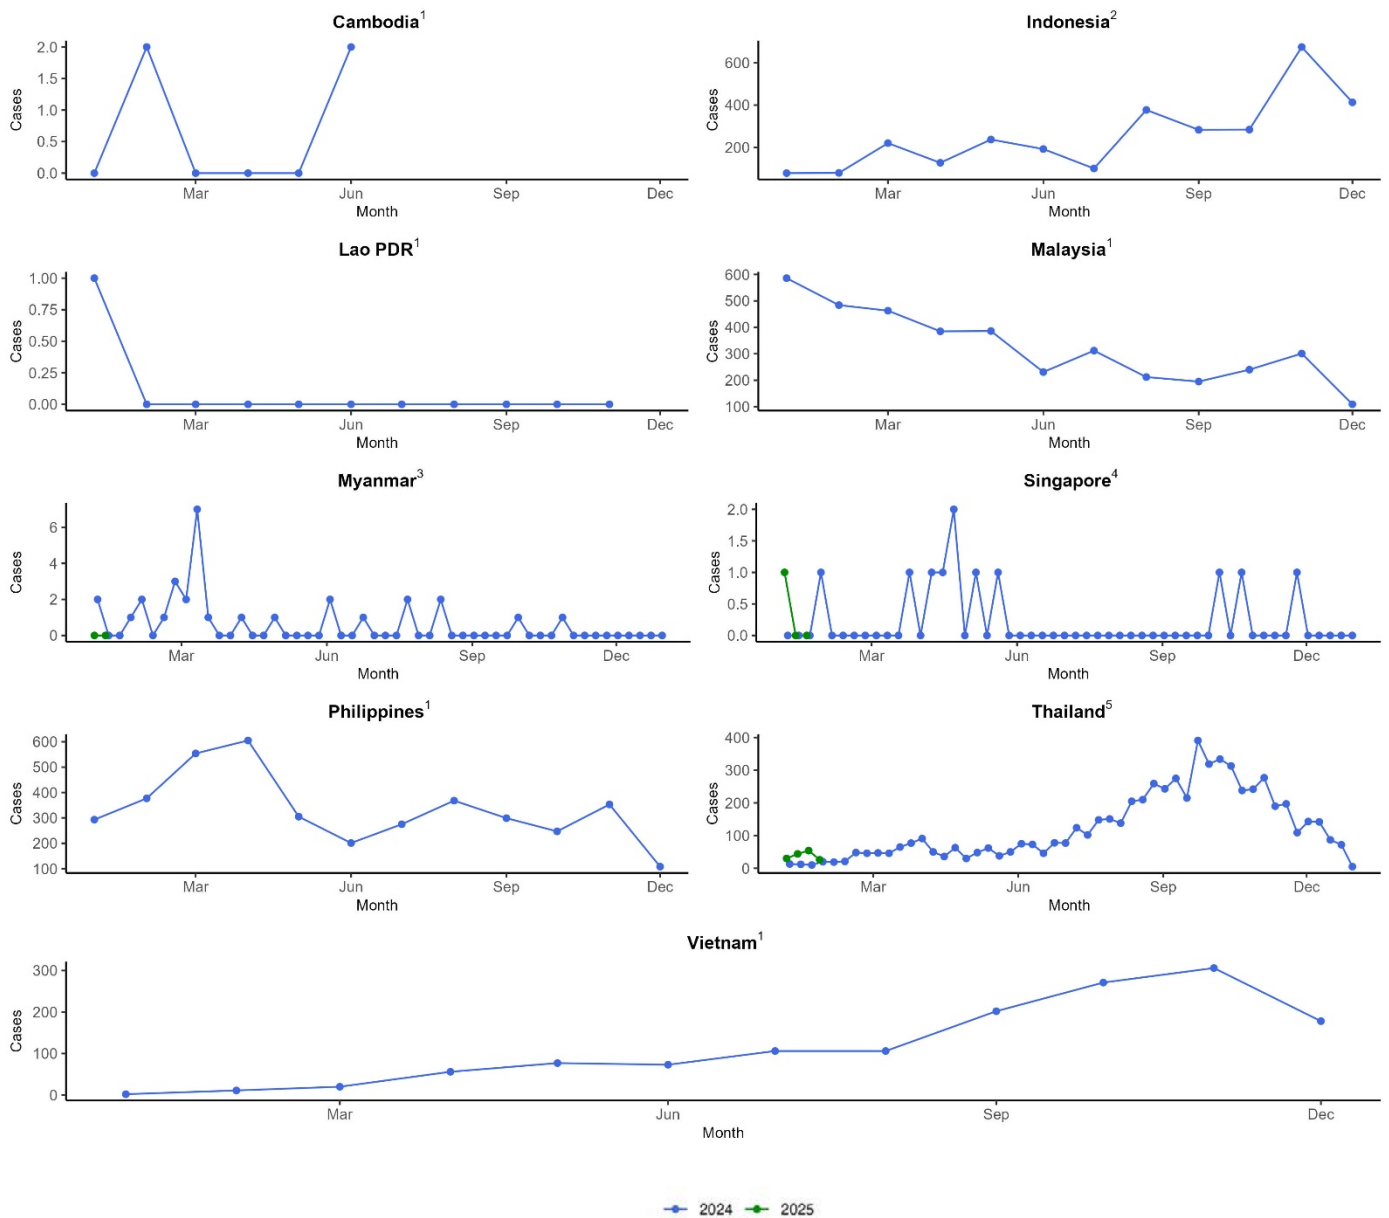 Cambodia1
Cases
2.0
1.5
1.0
0.5
0.0
Mar Jun Sep Dec
Month
Indonesia2
Cases
600
400
200
Mar Jun Sep Dec
Month
Lao PDR1
Cases
1.00
0.75
0.50
0.25
0.00
Mar Jun Sep Dec
Month
Malaysia1
Cases
600
500
400
300
200
100
Mar Jun Sep Dec
Month
Myanmar3
Cases
6
4
2
0
Mar Jun Sep Dec
Month
Singapore4
Cases
2.0
1.5
1.0
0.5
0.0
Mar Jun Sep Dec
Month
Philippines1
Cases
600
500
400
300
200
100
Mar Jun Sep Dec
Month
Thailand5
Cases
400
300
200
100
0
Mar Jun Sep Dec
Month
Vietnam1
Cases
300
200
100
0
Mar Jun Sep Dec
Month
2024 2025